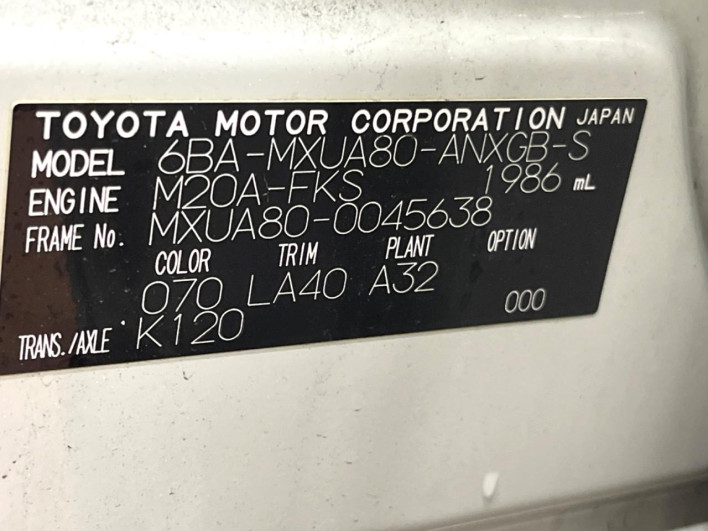 TOYOTA MOTOR CORPORATION JAPAN
MODEL 6BA-MXUA80-ANXGB-S
ENGINE M20A-FKS 1986 mL
FRAME No. MXUA80-0045638
COLOR TRIM PLANT OPTION
070 LA40 A32 000
TRANS./AXLE K120